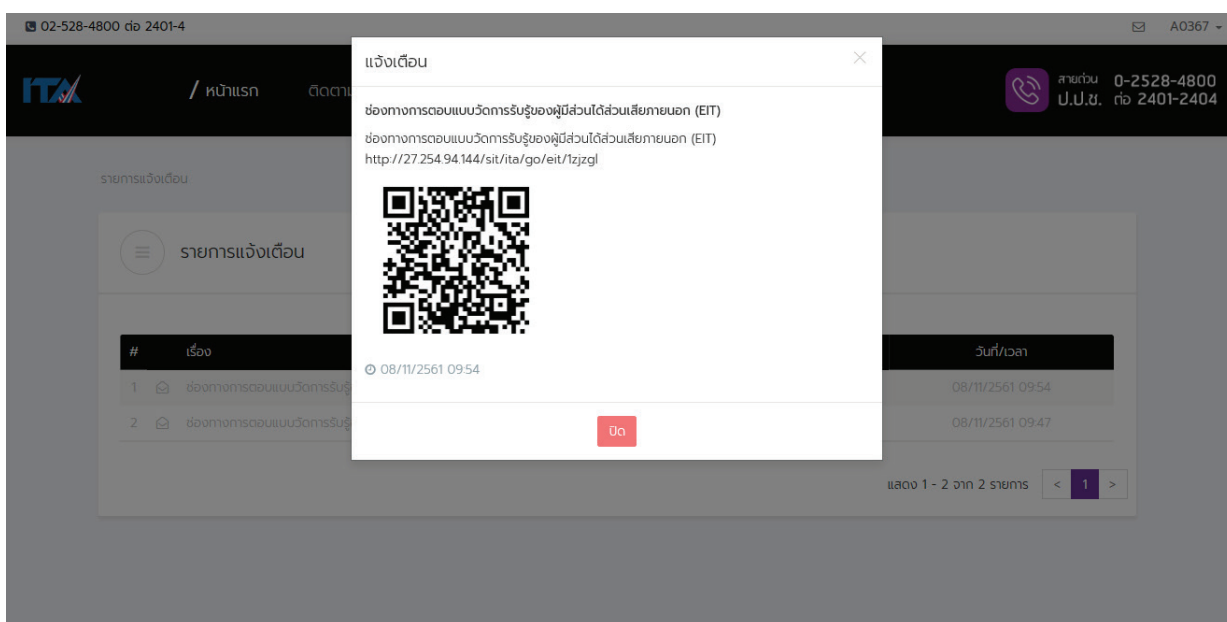 02-528-4800 ต่อ 2401-4
A0367
ITA
/ หน้าแรก
สายด่วน 0-2528-4800
ป.ป.ช. ต่อ 2401-2404
แจ้งเตือน
ช่องทางการตอบแบบวัดการรับรู้ของผู้มีส่วนได้ส่วนเสียภายนอก (EIT)
ช่องทางการตอบแบบวัดการรับรู้ของผู้มีส่วนได้ส่วนเสียภายนอก (EIT)
http://27.254.94.144/sit/ita/go/eit/1zjzgl
08/11/2561 09:54
ปิด
รายการแจ้งเตือน
รายการแจ้งเตือน
# เรื่อง วันที่/เวลา
1 ช่องทางการตอบแบบวัดการรับรู้ 08/11/2561 09:54
2 ช่องทางการตอบแบบวัดการรับรู้ 08/11/2561 09:47
แสดง 1 - 2 จาก 2 รายการ < 1 >